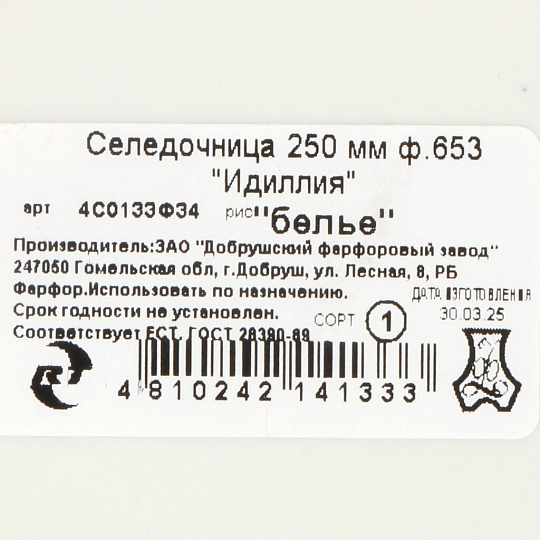 Селедочница 250 мм ф.653
"Идиллия"
арт 4С0133Ф34 рис "белье"
Производитель:ЗАО "Добрушский фарфоровый завод"
247050 Гомельская обл, г.Добруш, ул. Лесная, 8, РБ
Фарфор.Использовать по назначению.
ДАТА ИЗГОТОВЛЕНИЯ
Срок годности не установлен.
СОРТ 1 30.03.25
Соответствует ЕСТ, ГОСТ 28390-89
4 810242 141333